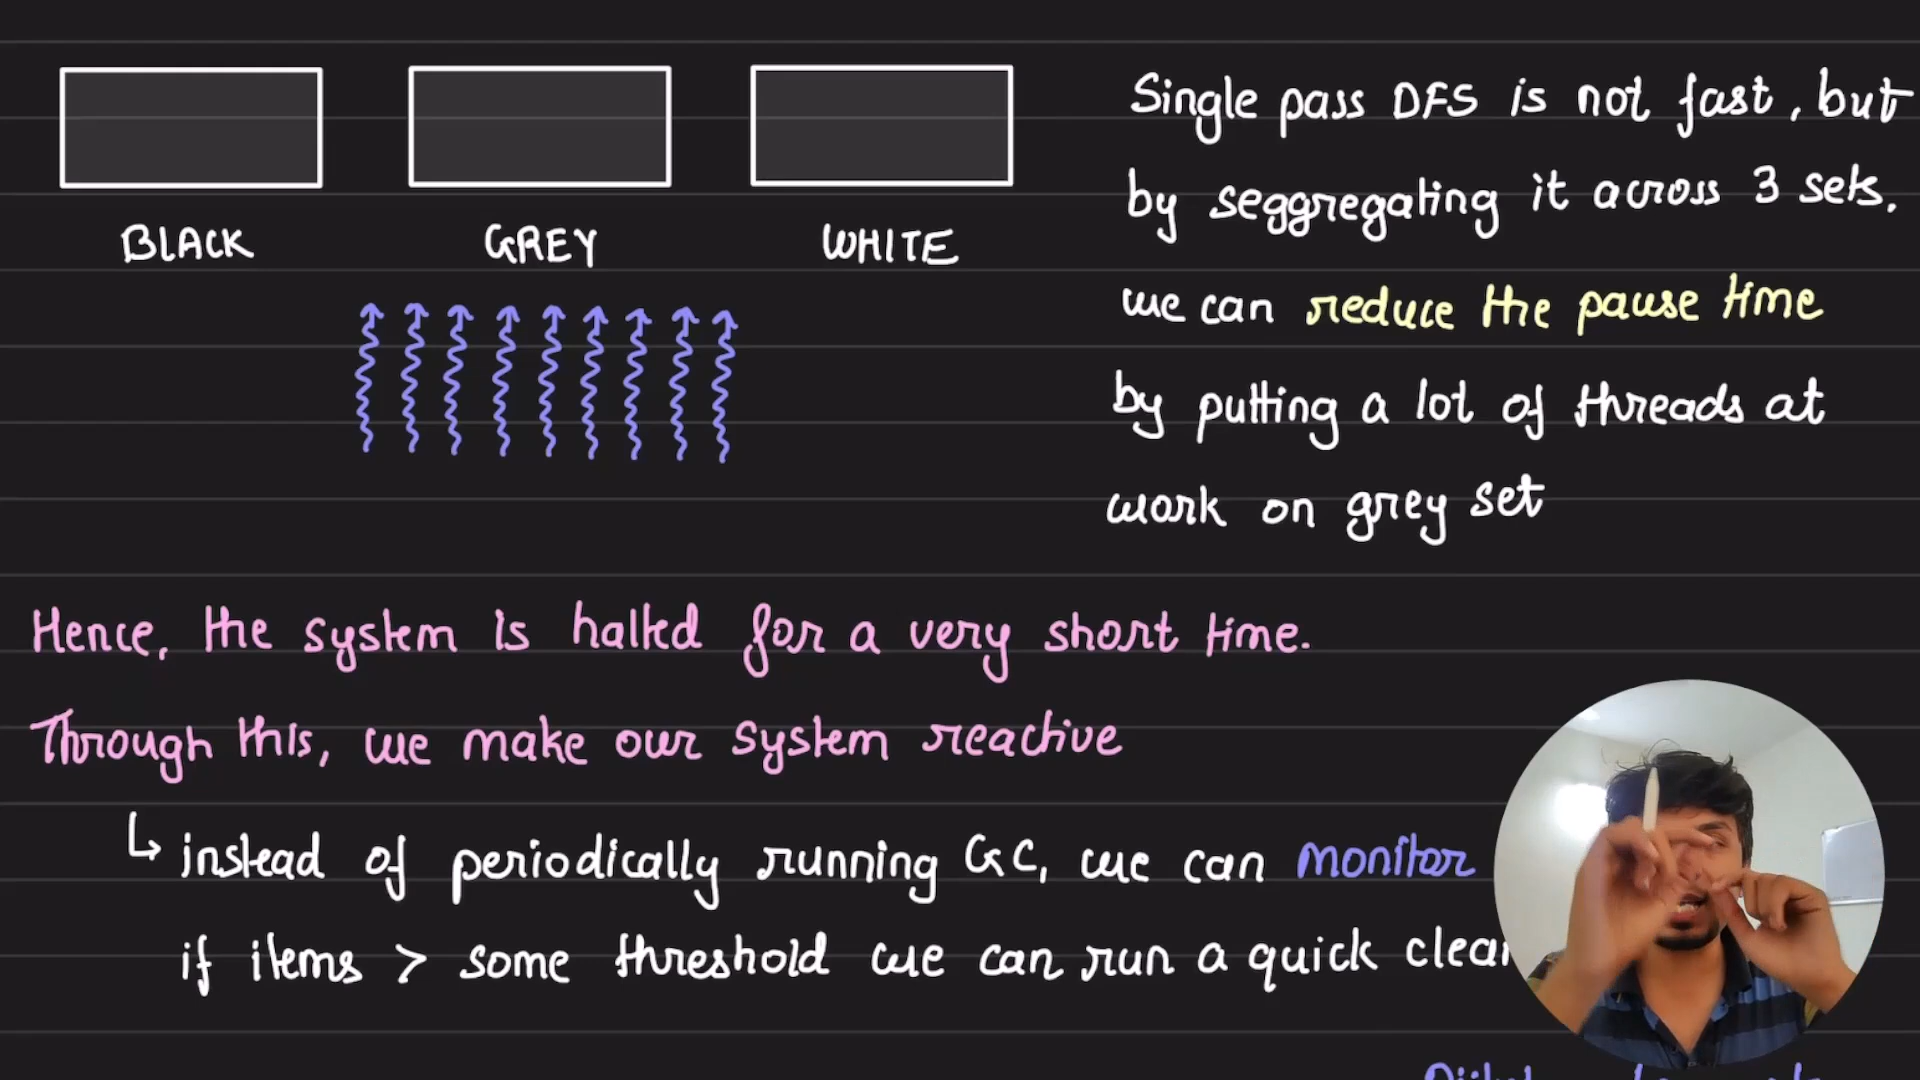 BLACK GREY WHITE
Single pass DFS is not fast, but
by seggregating it across 3 sets.
we can reduce the pause time
by putting a lot of threads at
work on grey set
Hence, the system is halted for a very short time.
Through this, we make our system reactive
↳ instead of periodically running GC, we can monitor
if items > some threshold we can run a quick clean